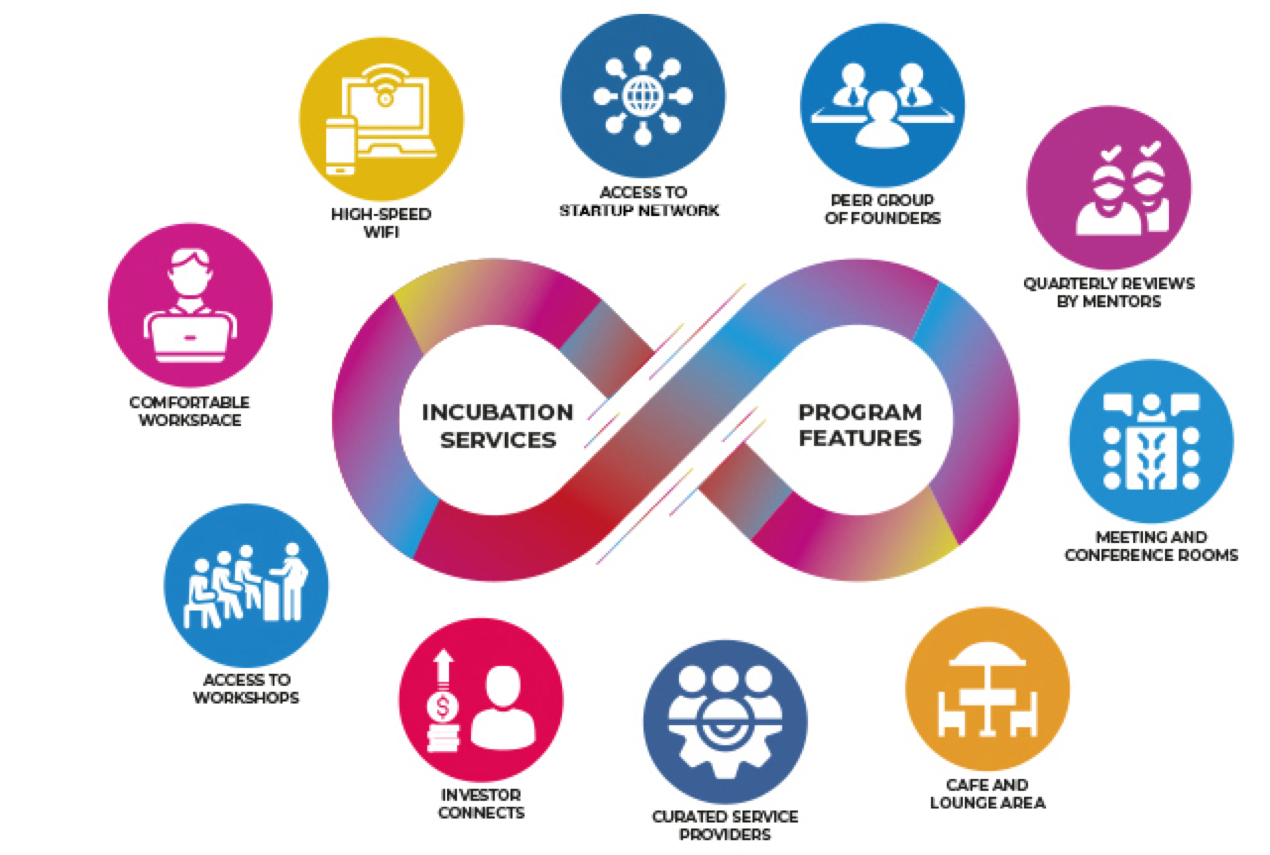 HIGH-SPEED
WIFI
ACCESS TO
STARTUP NETWORK
PEER GROUP
OF FOUNDERS
QUARTERLY REVIEWS
BY MENTORS
COMFORTABLE
WORKSPACE
INCUBATION
SERVICES
PROGRAM
FEATURES
MEETING AND
CONFERENCE ROOMS
ACCESS TO
WORKSHOPS
$
INVESTOR
CONNECTS
CURATED SERVICE
PROVIDERS
CAFE AND
LOUNGE AREA